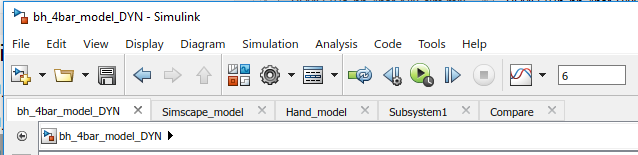 bh_4bar_model_DYN - Simulink
File Edit View Display Diagram Simulation Analysis Code Tools Help
6
bh_4bar_model_DYN Simscape_model Hand_model Subsystem1 Compare
bh_4bar_model_DYN